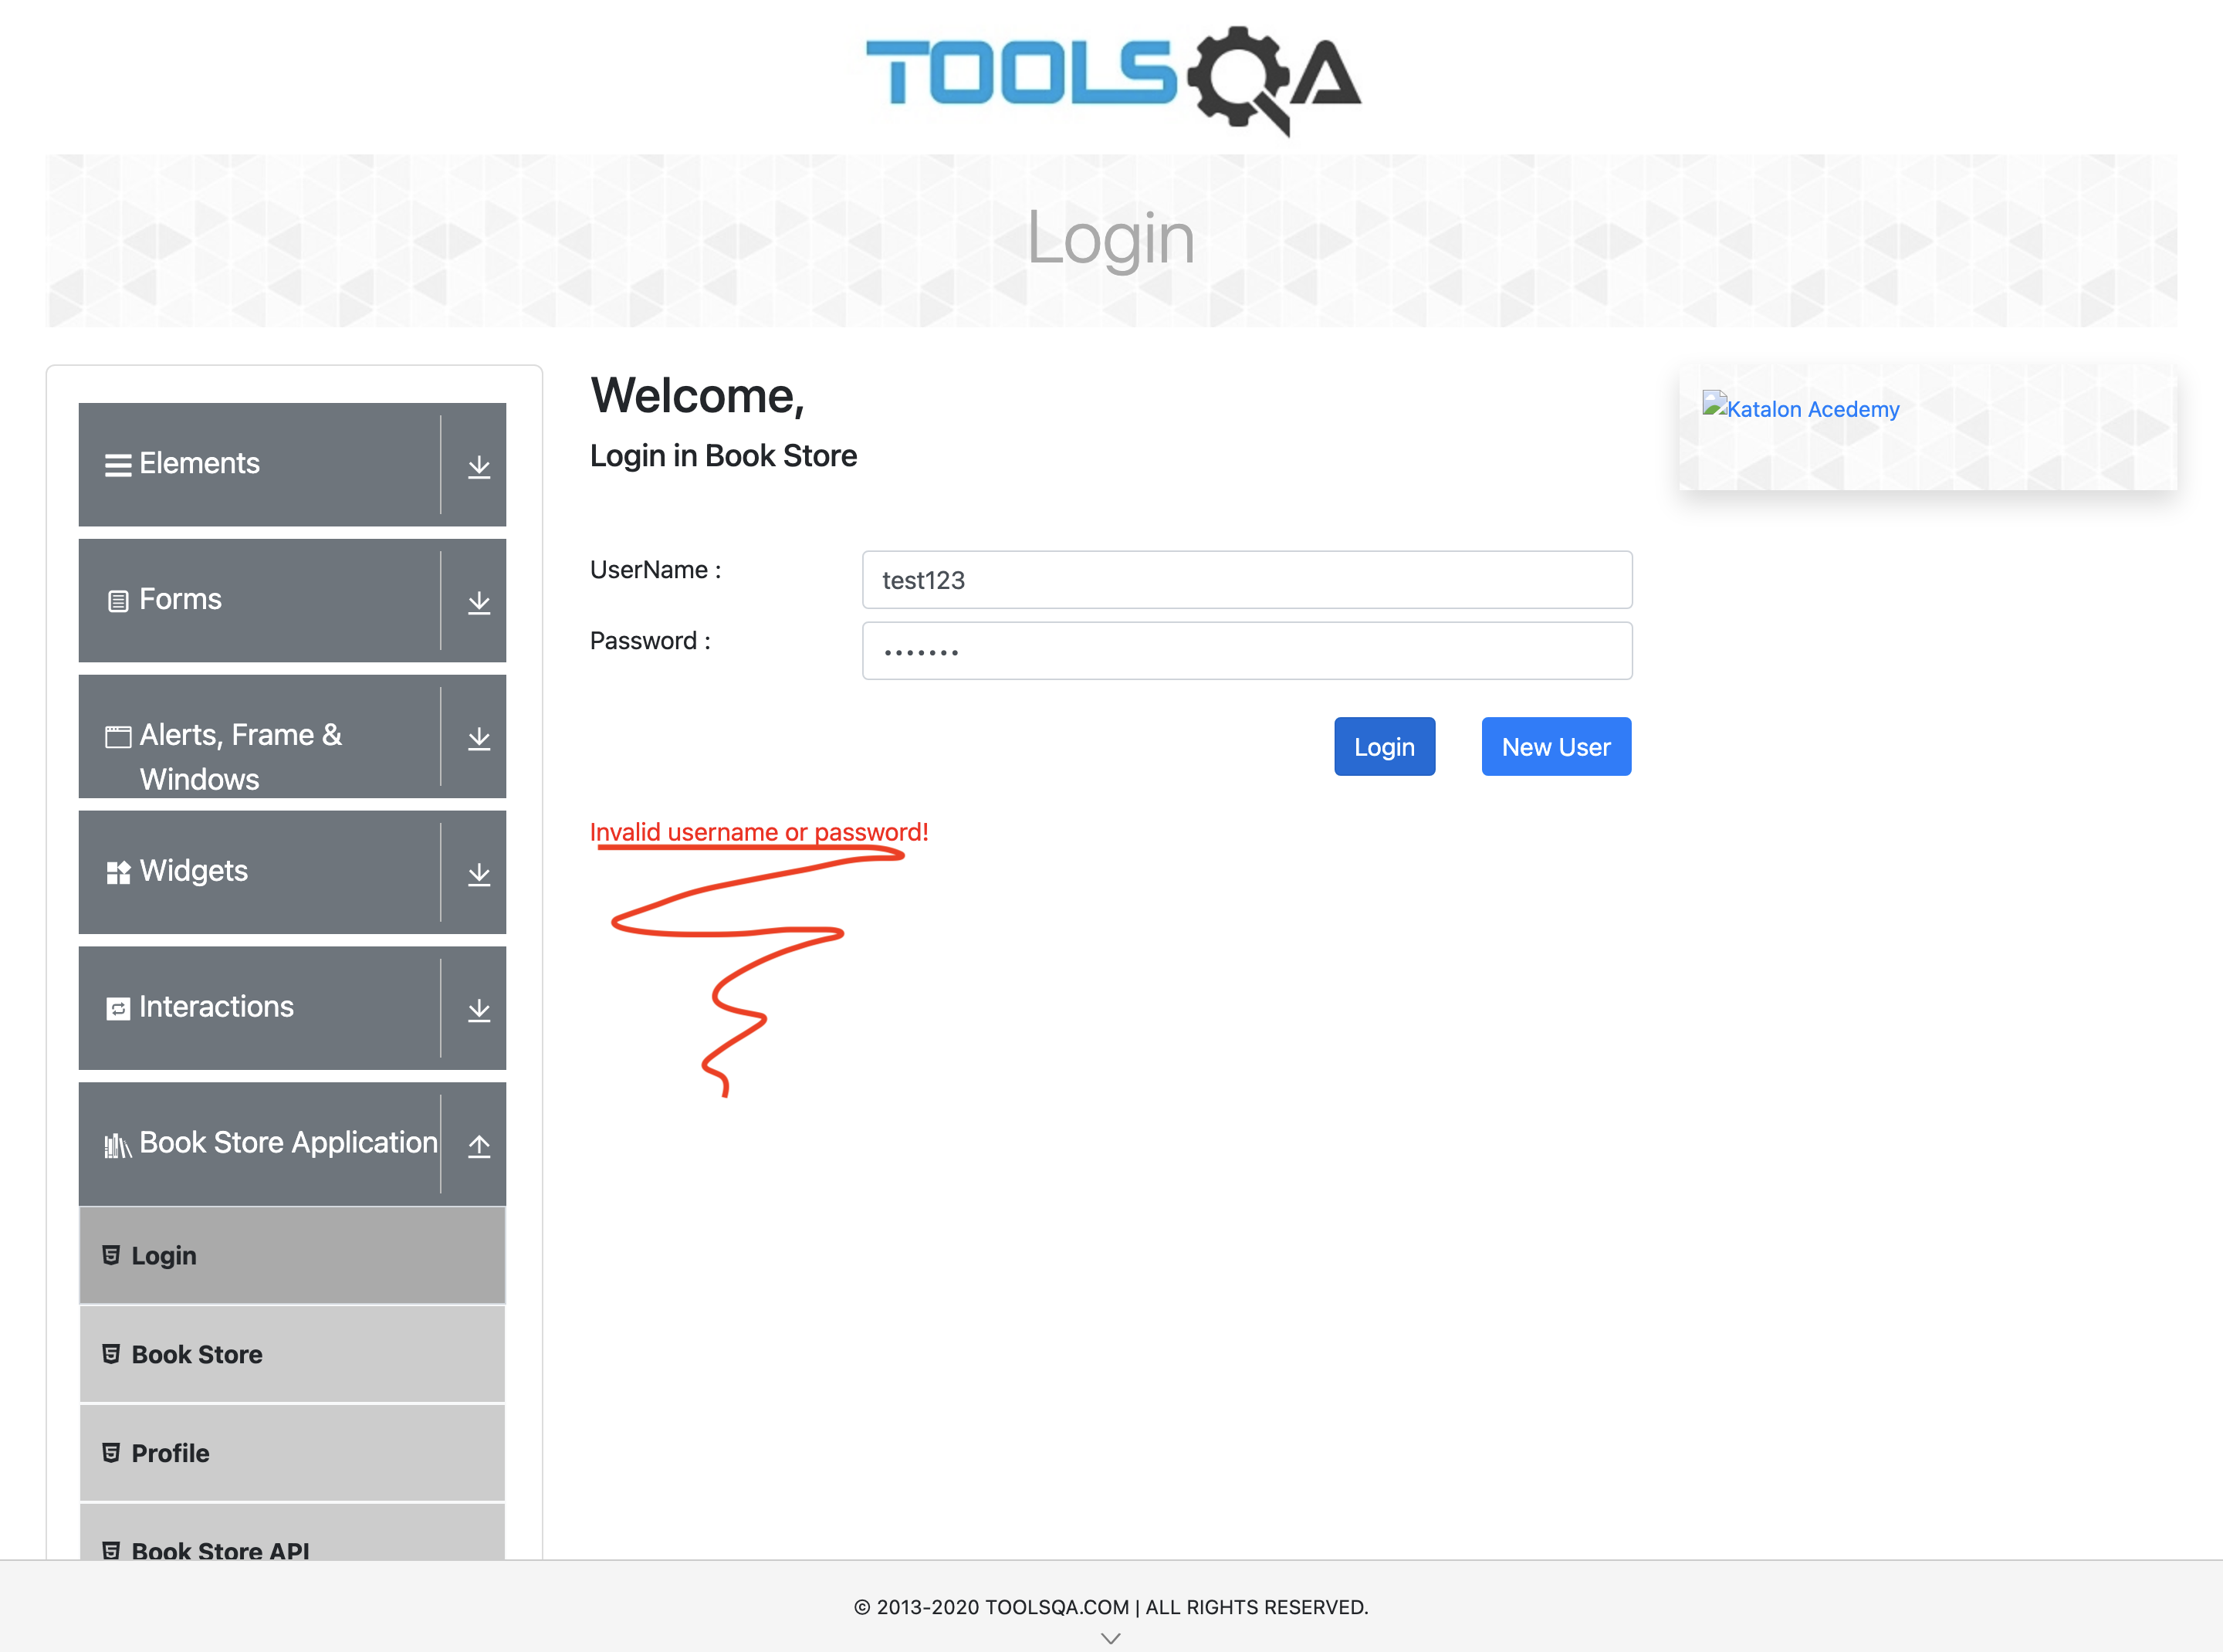 TOOLSQA
Login
Elements
Forms
Alerts, Frame &
Windows
Widgets
Interactions
Book Store Application
Login
Book Store
Profile
Book Store API
Welcome,
Login in Book Store
UserName :
test123
Password :
•••••••
Login
New User
Invalid username or password!
Katalon Acedemy
© 2013-2020 TOOLSQA.COM | ALL RIGHTS RESERVED.